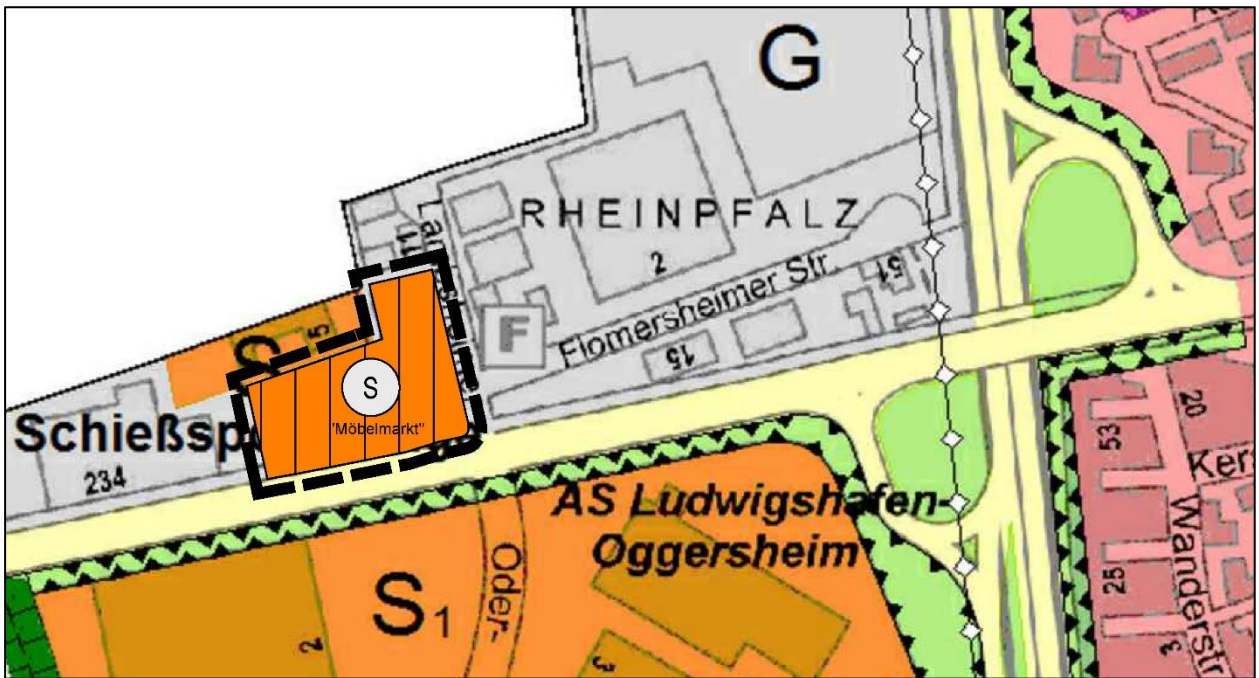 G
RHEINPFALZ
2
Flomersheimer Str.
51
15
F
11
5
S
"Möbelmarkt"
Schießsp
234
AS Ludwigshafen-
Oggersheim
S1
Oder-
2
3
53
20
Ker
Wanderstr
25
3